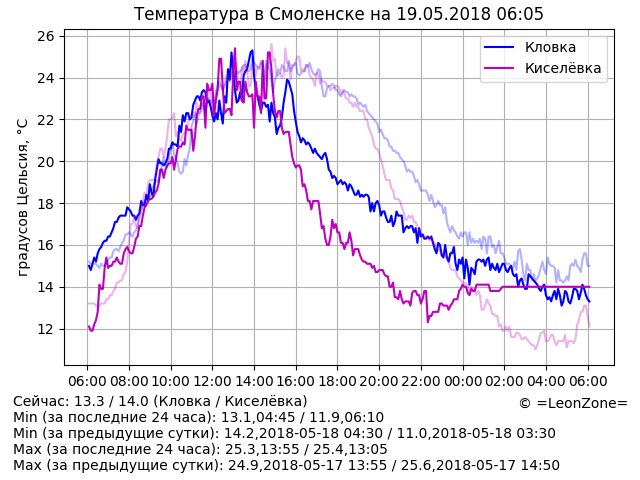 Температура в Смоленске на 19.05.2018 06:05
градусов Цельсия, °C
26
24
22
20
18
16
14
12
Кловка
Киселёвка
06:00 08:00 10:00 12:00 14:00 16:00 18:00 20:00 22:00 00:00 02:00 04:00 06:00
Сейчас: 13.3 / 14.0 (Кловка / Киселёвка)
© =LeonZone=
Min (за последние 24 часа): 13.1,04:45 / 11.9,06:10
Min (за предыдущие сутки): 14.2,2018-05-18 04:30 / 11.0,2018-05-18 03:30
Max (за последние 24 часа): 25.3,13:55 / 25.4,13:05
Max (за предыдущие сутки): 24.9,2018-05-17 13:55 / 25.6,2018-05-17 14:50